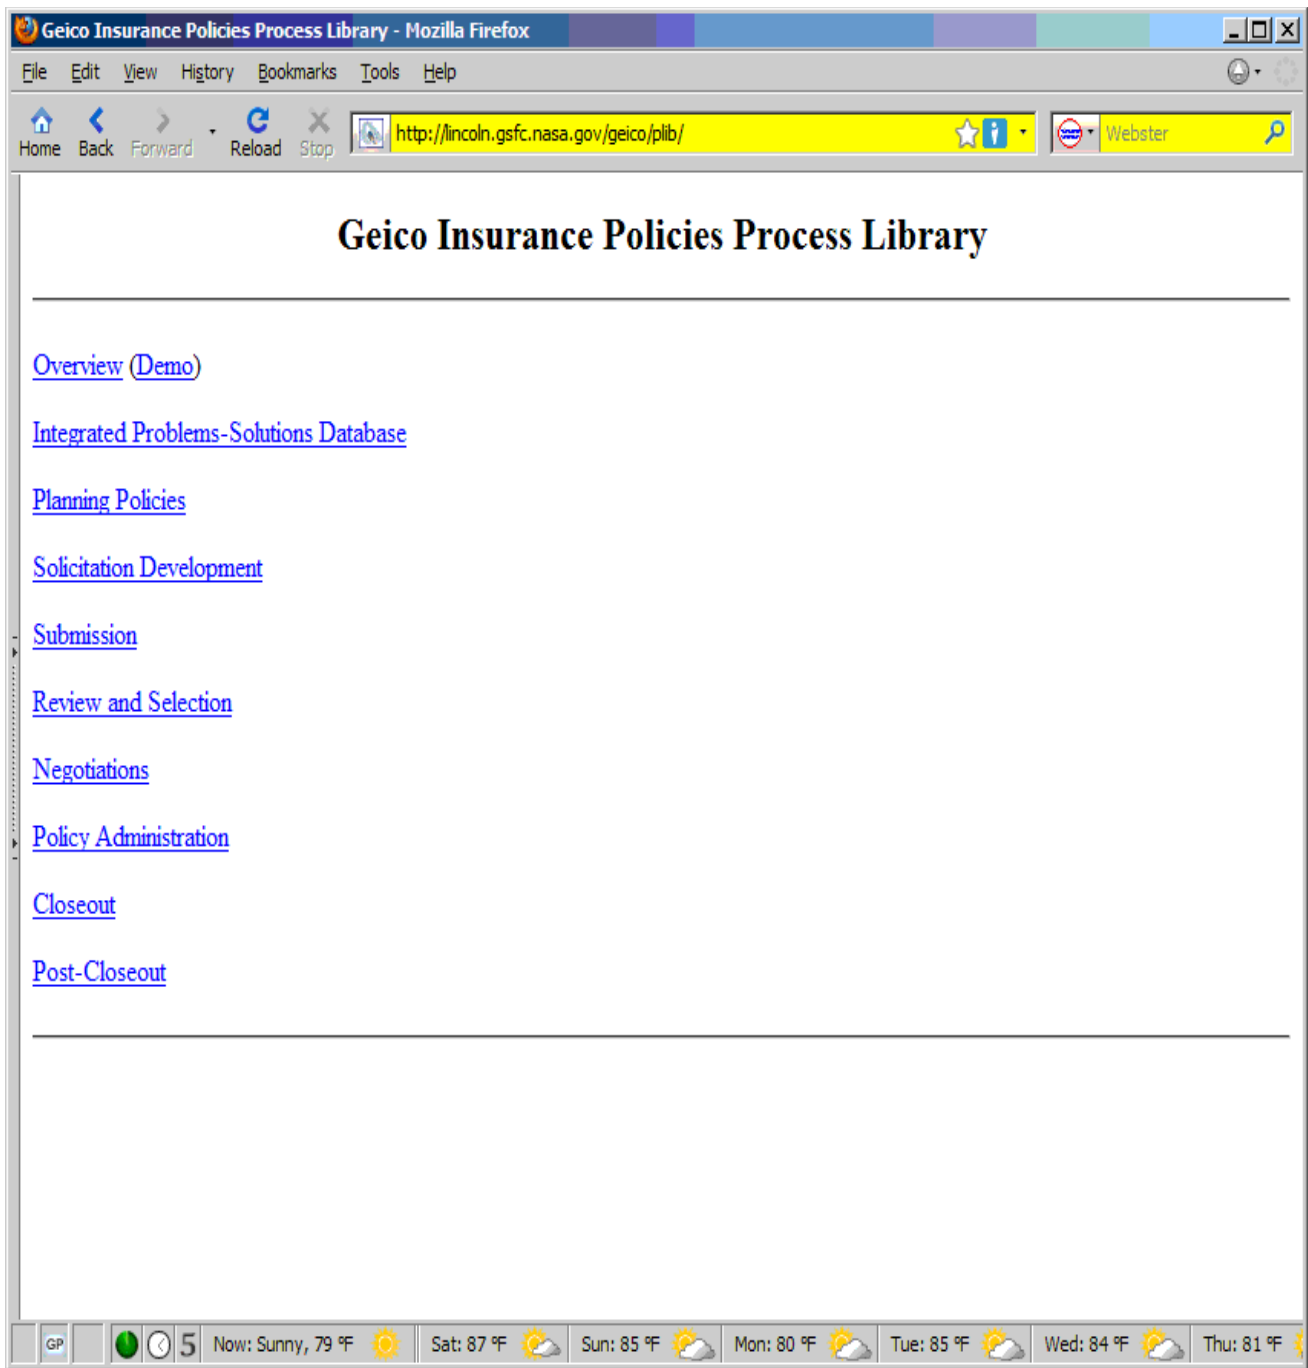 Geico Insurance Policies Process Library - Mozilla Firefox
File Edit View History Bookmarks Tools Help
Home Back Forward Reload Stop http://lincoln.gsfc.nasa.gov/geico/plib/ Webster
Geico Insurance Policies Process Library
Overview (Demo)
Integrated Problems-Solutions Database
Planning Policies
Solicitation Development
Submission
Review and Selection
Negotiations
Policy Administration
Closeout
Post-Closeout
GP 5 Now: Sunny, 79 °F Sat: 87 °F Sun: 85 °F Mon: 80 °F Tue: 85 °F Wed: 84 °F Thu: 81 °F